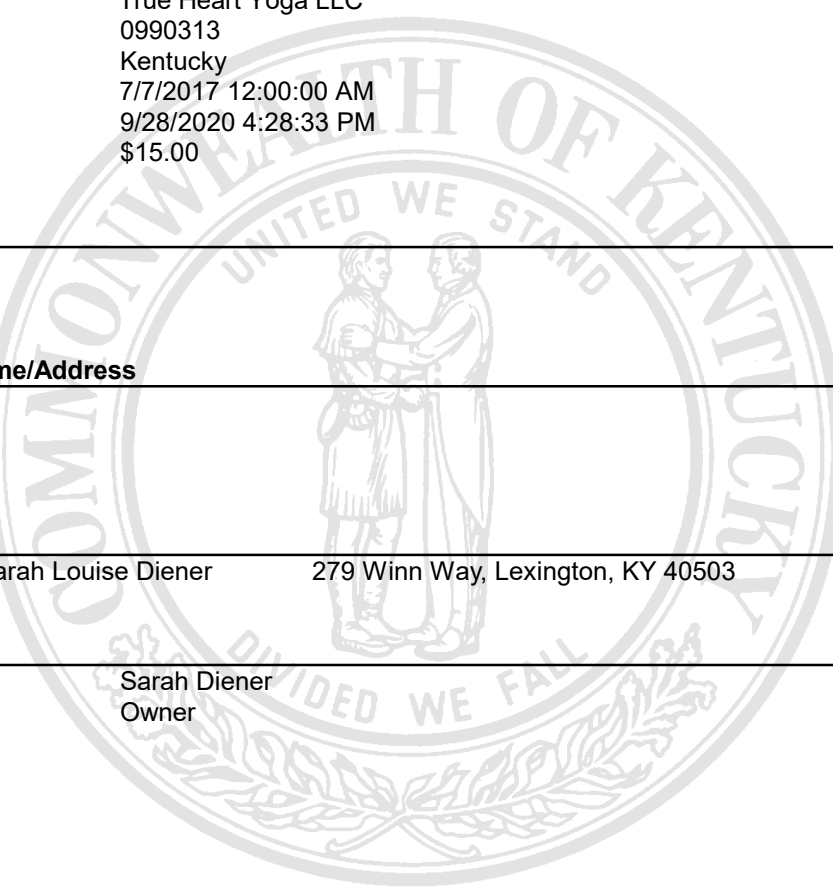 True Heart Yoga LLC
0990313
Kentucky
7/7/2017 12:00:00 AM
9/28/2020 4:28:33 PM
$15.00
COMMONWEALTH OF KENTUCKY
UNITED WE STAND
me/Address
arah Louise Diener 279 Winn Way, Lexington, KY 40503
DIVIDED WE FALL
Sarah Diener
Owner